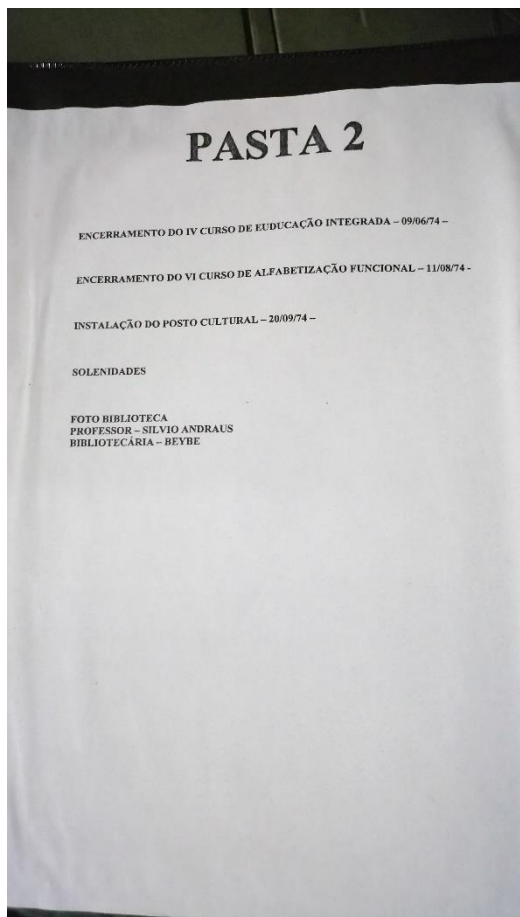 PASTA 2
ENCERRAMENTO DO IV CURSO DE EUDUCAÇÃO INTEGRADA – 09/06/74 –
ENCERRAMENTO DO VI CURSO DE ALFABETIZAÇÃO FUNCIONAL – 11/08/74 -
INSTALAÇÃO DO POSTO CULTURAL – 20/09/74 –
SOLENIDADES
FOTO BIBLIOTECA
PROFESSOR – SILVIO ANDRAUS
BIBLIOTECÁRIA – BEYBE